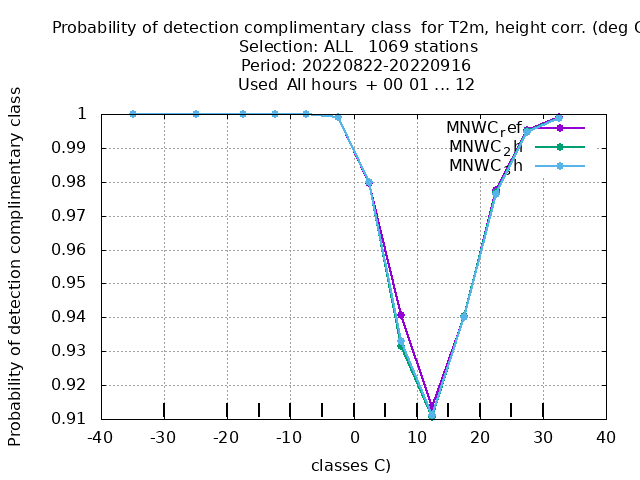 Probability of detection complimentary class for T2m, height corr. (deg C
Selection: ALL 1069 stations
Period: 20220822-20220916
Used All hours + 00 01 ... 12
Probability of detection complimentary class
1
0.99
0.98
0.97
0.96
0.95
0.94
0.93
0.92
0.91
MNWC_ref
MNWC_2h
MNWC_3h
-40
-30
-20
-10
0
10
20
30
40
classes C)